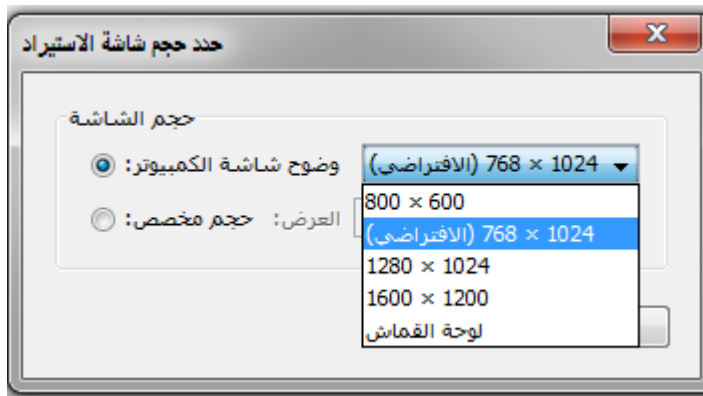 حدد حجم شاشة الاستيراد
حجم الشاشة
وضوح شاشة الكمبيوتر: 768 × 1024 (الافتراضي)
800 × 600
حجم مخصص: العرض:
768 × 1024 (الافتراضي)
1280 × 1024
1600 × 1200
لوحة القماش